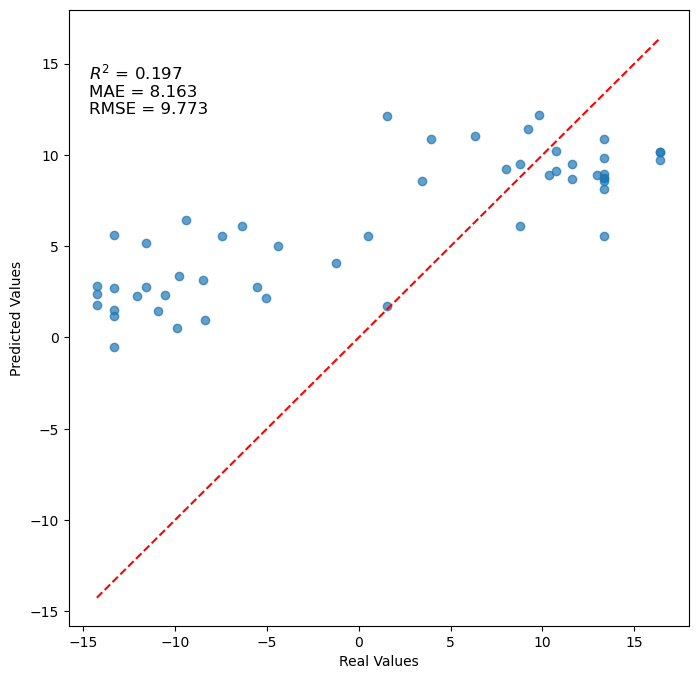 R² = 0.197
MAE = 8.163
RMSE = 9.773
15
10
5
0
−5
−10
−15
Predicted Values
−15 −10 −5 0 5 10 15
Real Values